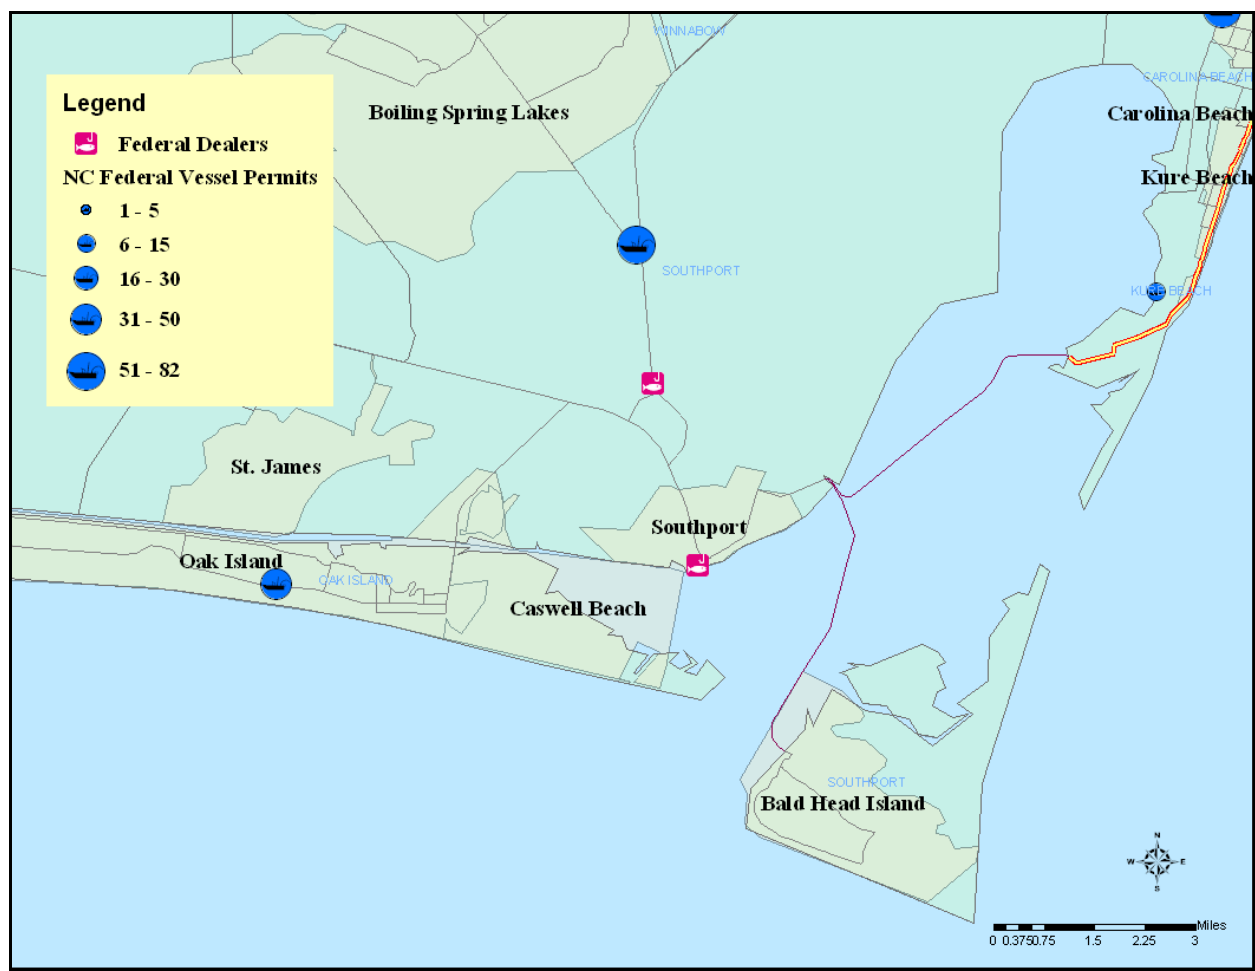 WINNABOW
CAROLINA BEACH
Legend
Boiling Spring Lakes
Carolina Beach
Federal Dealers
NC Federal Vessel Permits
Kure Beach
1 - 5
6 - 15
16 - 30
SOUTHPORT
KURE BEACH
31 - 50
51 - 82
St. James
Southport
Oak Island
OAK ISLAND
Caswell Beach
SOUTHPORT
Bald Head Island
N
W E
S
Miles
0 0.375 0.75 1.5 2.25 3